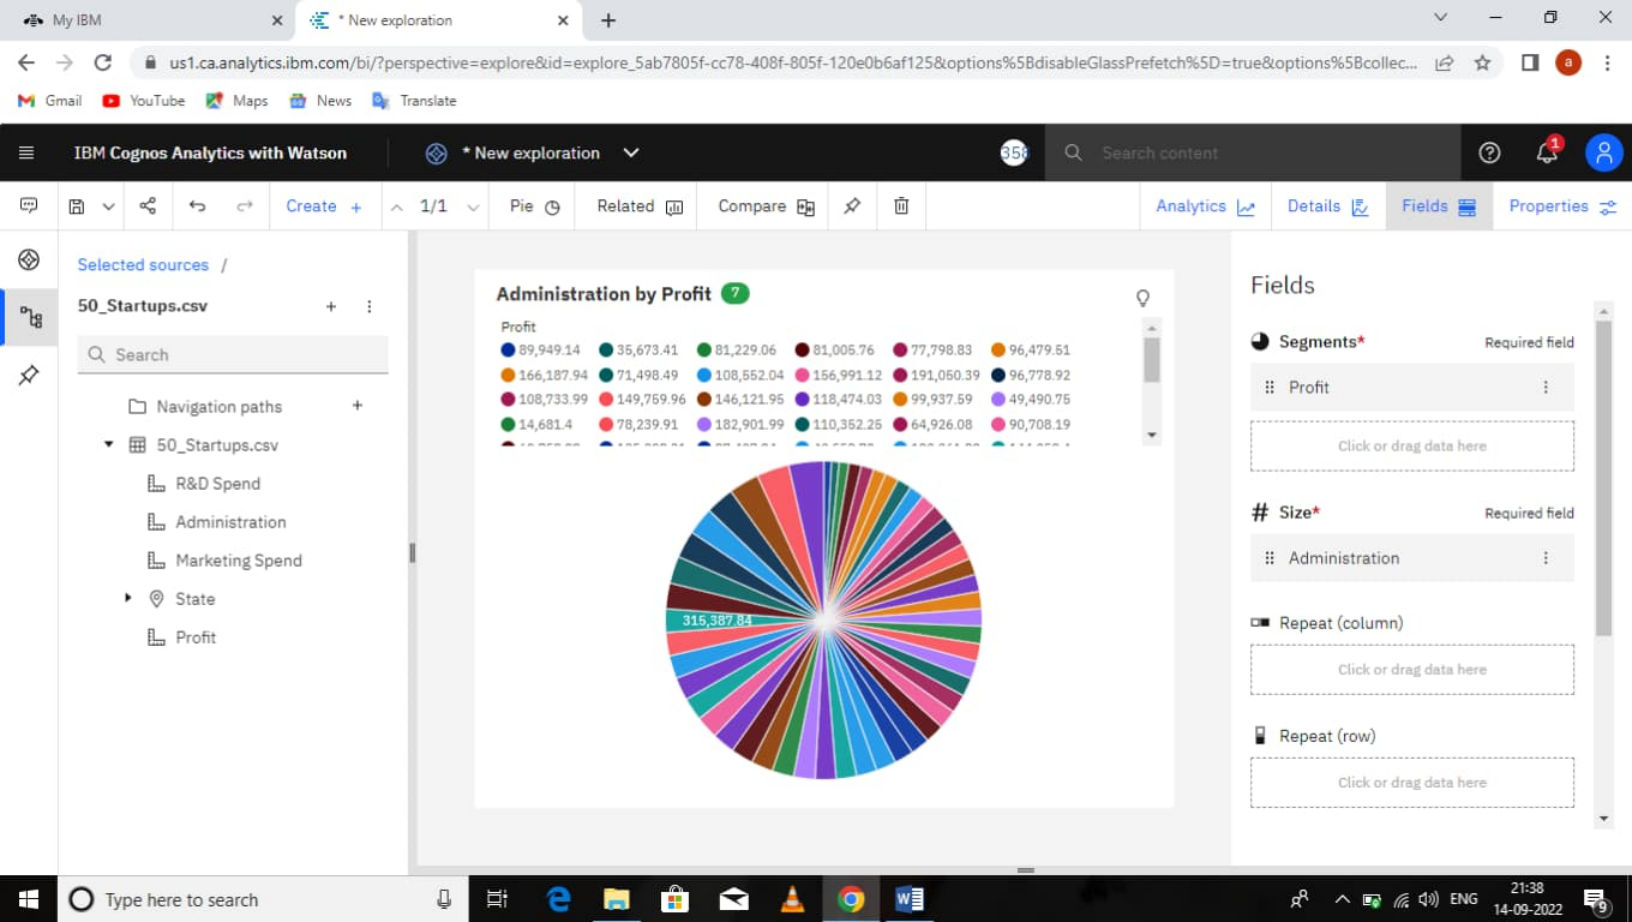 My IBM
* New exploration
us1.ca.analytics.ibm.com/bi/?perspective=explore&id=explore_5ab7805f-cc78-408f-805f-120e0b6af125&options%5BdisableGlassPrefetch%5D=true&options%5Bcollec...
a
Gmail YouTube Maps News Translate
IBM Cognos Analytics with Watson
* New exploration
358
Search content
1
Create + 1/1 Pie Related Compare
Analytics Details Fields Properties
Selected sources /
50_Startups.csv
Search
Navigation paths
50_Startups.csv
R&D Spend
Administration
Marketing Spend
State
Profit
Administration by Profit 7
Profit
89,949.14 35,673.41 81,229.06 81,005.76 77,798.83 96,479.51
166,187.94 71,498.49 108,552.04 156,991.12 191,050.39 96,778.92
108,733.99 149,759.96 146,121.95 118,474.03 99,937.59 49,490.75
14,681.4 78,239.91 182,901.99 110,352.25 64,926.08 90,708.19
315,387.84
Fields
Segments* Required field
Profit
Click or drag data here
# Size* Required field
Administration
Click or drag data here
Repeat (column)
Click or drag data here
Repeat (row)
Click or drag data here
Type here to search
ENG
21:38
14-09-2022
9